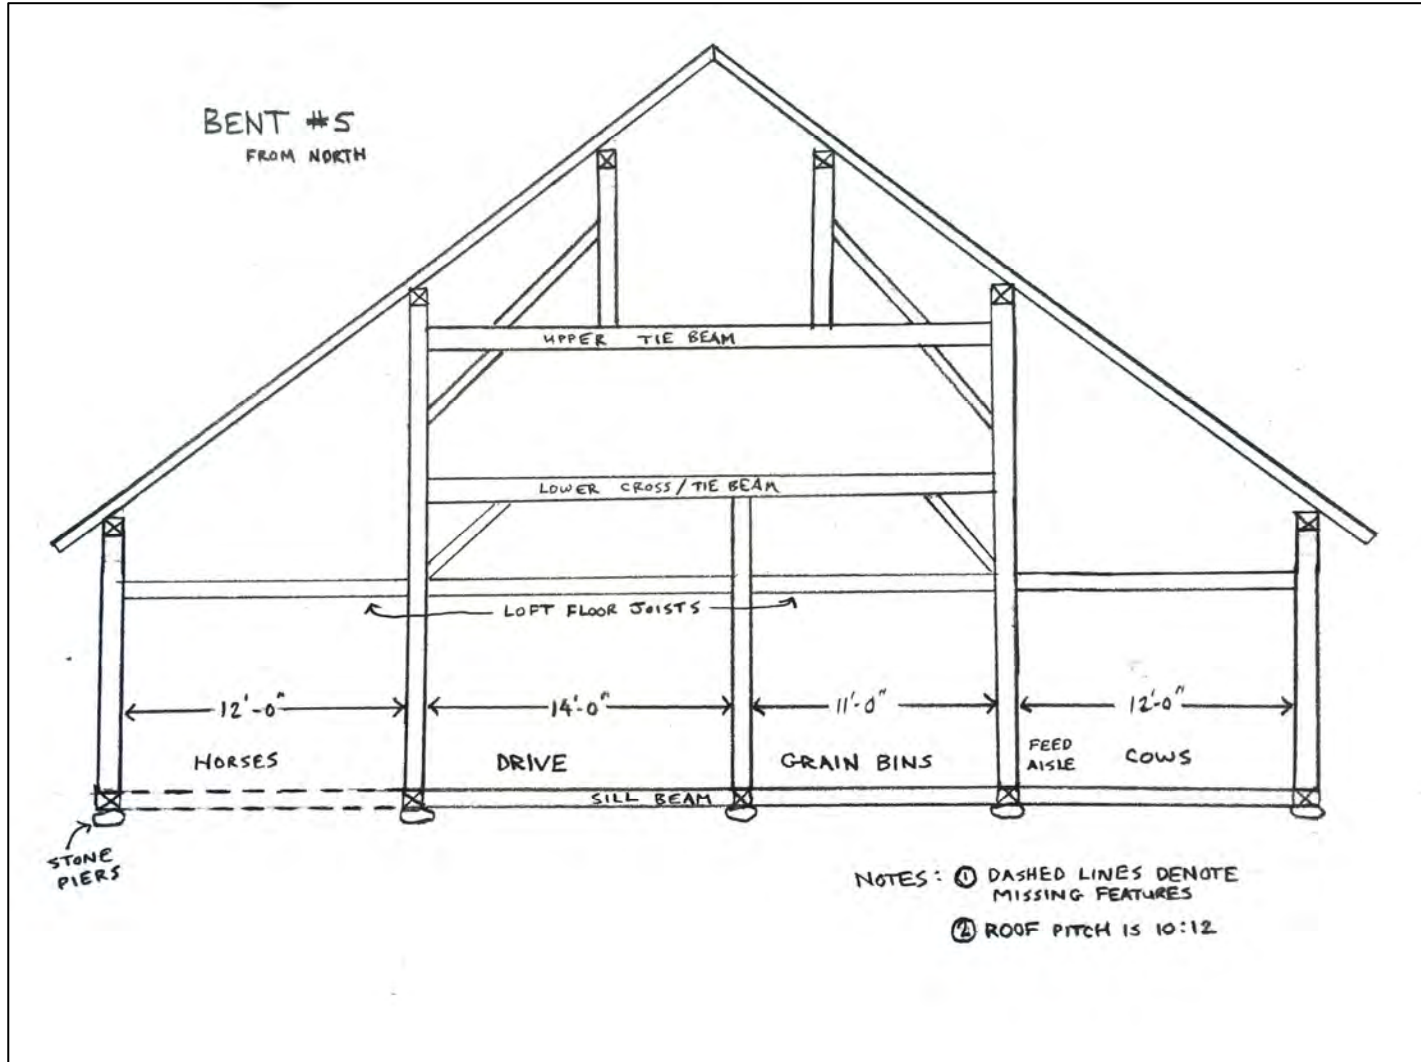 BENT #5
FROM NORTH
UPPER TIE BEAM
LOWER CROSS/TIE BEAM
LOFT FLOOR JOISTS
12'-0"
14'-0"
11'-0"
12'-0"
HORSES
DRIVE
GRAIN BINS
FEED
AISLE
COWS
SILL BEAM
STONE
PIERS
NOTES: ① DASHED LINES DENOTE
MISSING FEATURES
② ROOF PITCH IS 10:12